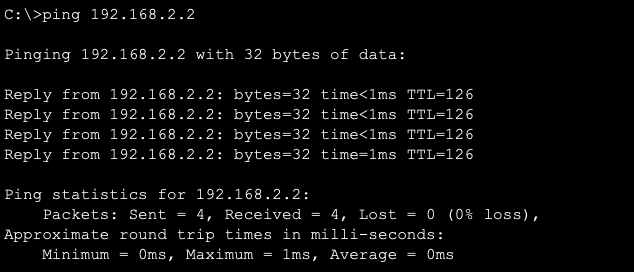 C:\>ping 192.168.2.2
Pinging 192.168.2.2 with 32 bytes of data:
Reply from 192.168.2.2: bytes=32 time<1ms TTL=126
Reply from 192.168.2.2: bytes=32 time<1ms TTL=126
Reply from 192.168.2.2: bytes=32 time<1ms TTL=126
Reply from 192.168.2.2: bytes=32 time=1ms TTL=126
Ping statistics for 192.168.2.2:
Packets: Sent = 4, Received = 4, Lost = 0 (0% loss),
Approximate round trip times in milli-seconds:
Minimum = 0ms, Maximum = 1ms, Average = 0ms